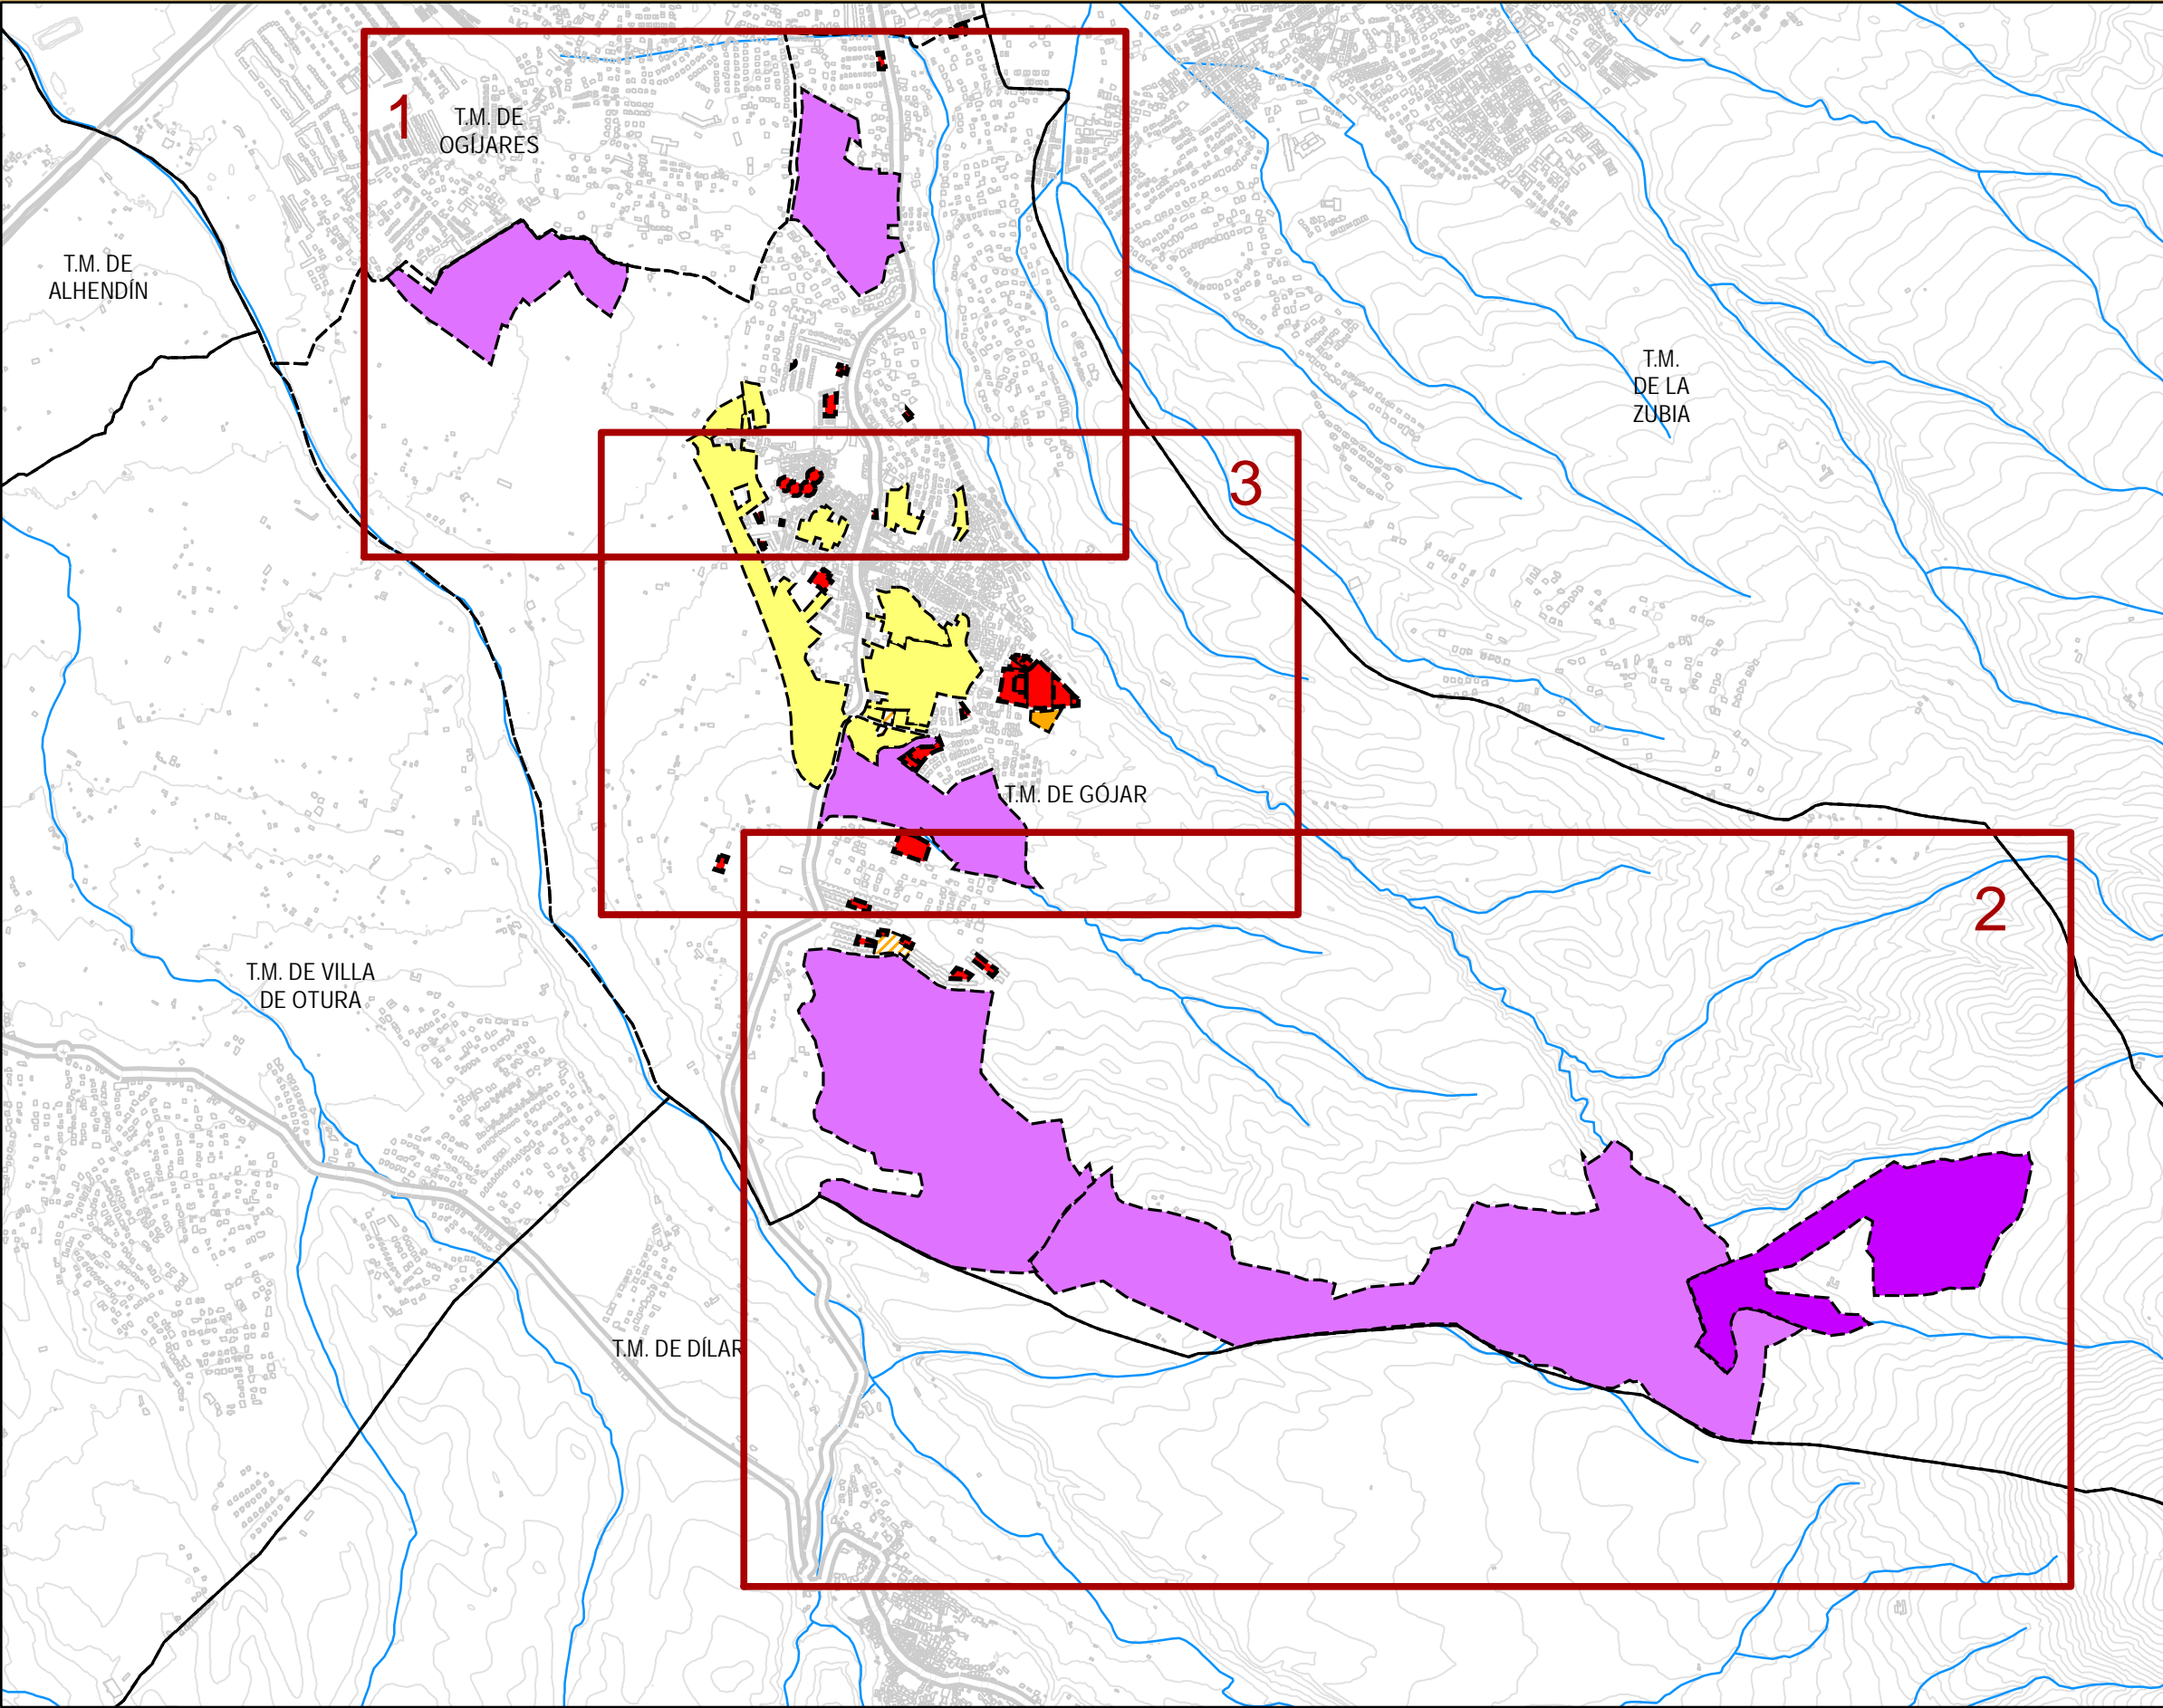 1
T.M. DE
OGÍJARES
T.M. DE
ALHENDÍN
T.M.
DE LA
ZUBIA
3
T.M. DE GÓJAR
2
T.M. DE VILLA
DE OTURA
T.M. DE DÍLAR